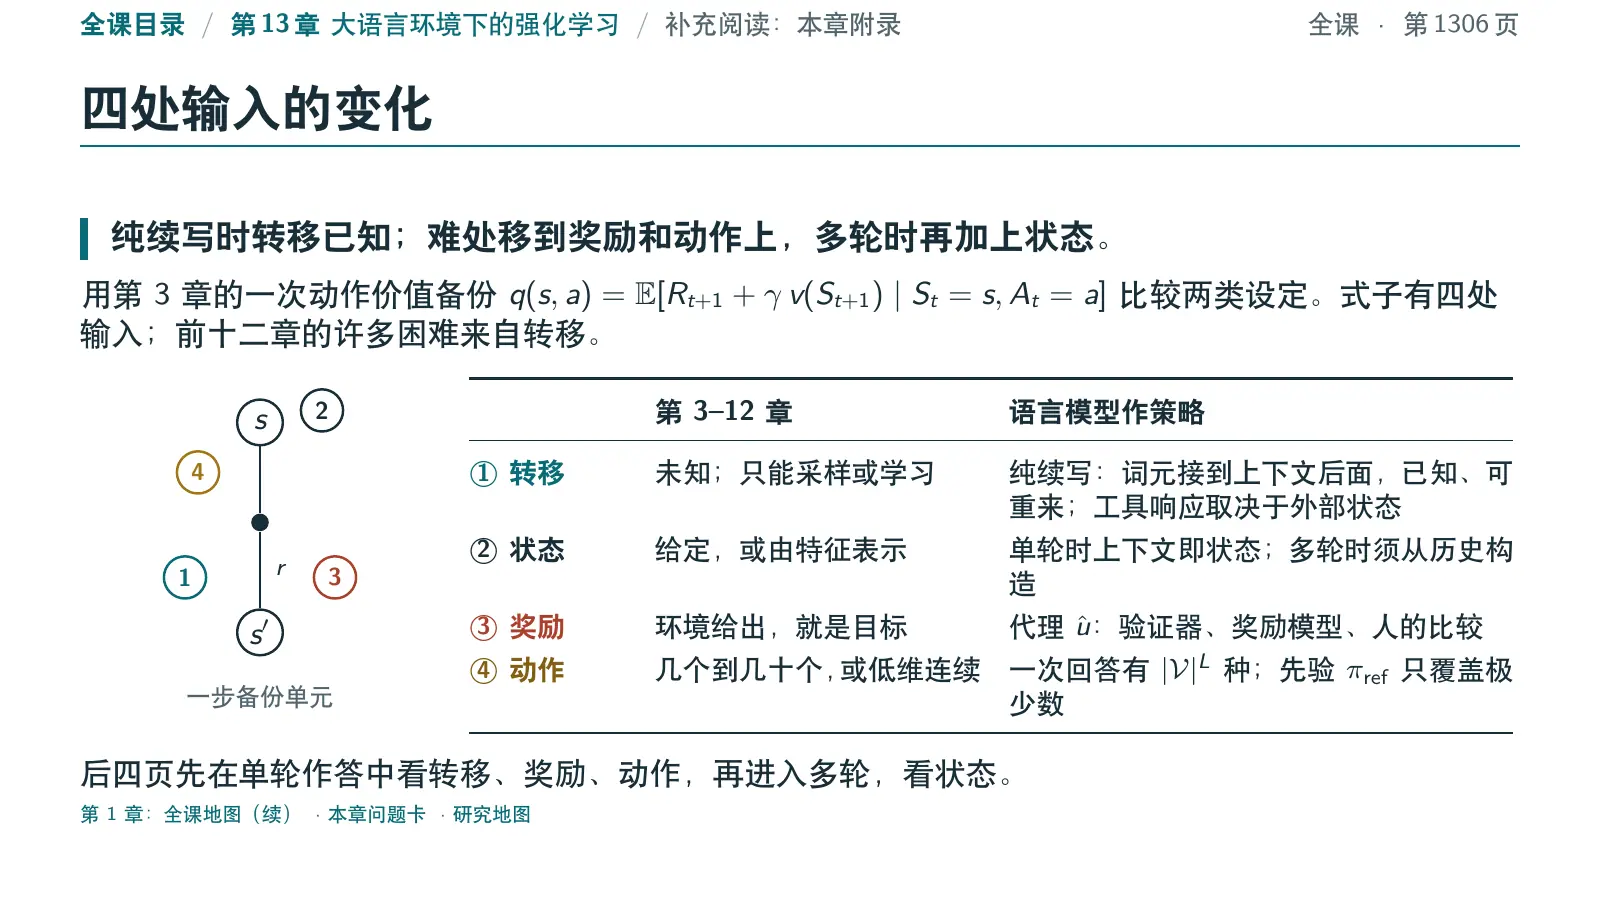 全课目录 / 第 13 章 大语言环境下的强化学习 / 补充阅读：本章附录
全课 · 第 1306 页
四处输入的变化
纯续写时转移已知；难处移到奖励和动作上，多轮时再加上状态。
用第 3 章的一次动作价值备份 q(s, a) = 𝔼[R_{t+1} + γ v(S_{t+1}) | S_t = s, A_t = a] 比较两类设定。式子有四处
输入；前十二章的许多困难来自转移。
s
2
4
1
r
3
s′
一步备份单元
第 3–12 章 语言模型作策略
① 转移 未知；只能采样或学习 纯续写：词元接到上下文后面，已知、可
重来；工具响应取决于外部状态
② 状态 给定，或由特征表示 单轮时上下文即状态；多轮时须从历史构
造
③ 奖励 环境给出，就是目标 代理 û：验证器、奖励模型、人的比较
④ 动作 几个到几十个，或低维连续 一次回答有 |𝒱|^L 种；先验 π_ref 只覆盖极
少数
后四页先在单轮作答中看转移、奖励、动作，再进入多轮，看状态。
第 1 章：全课地图（续） · 本章问题卡 · 研究地图